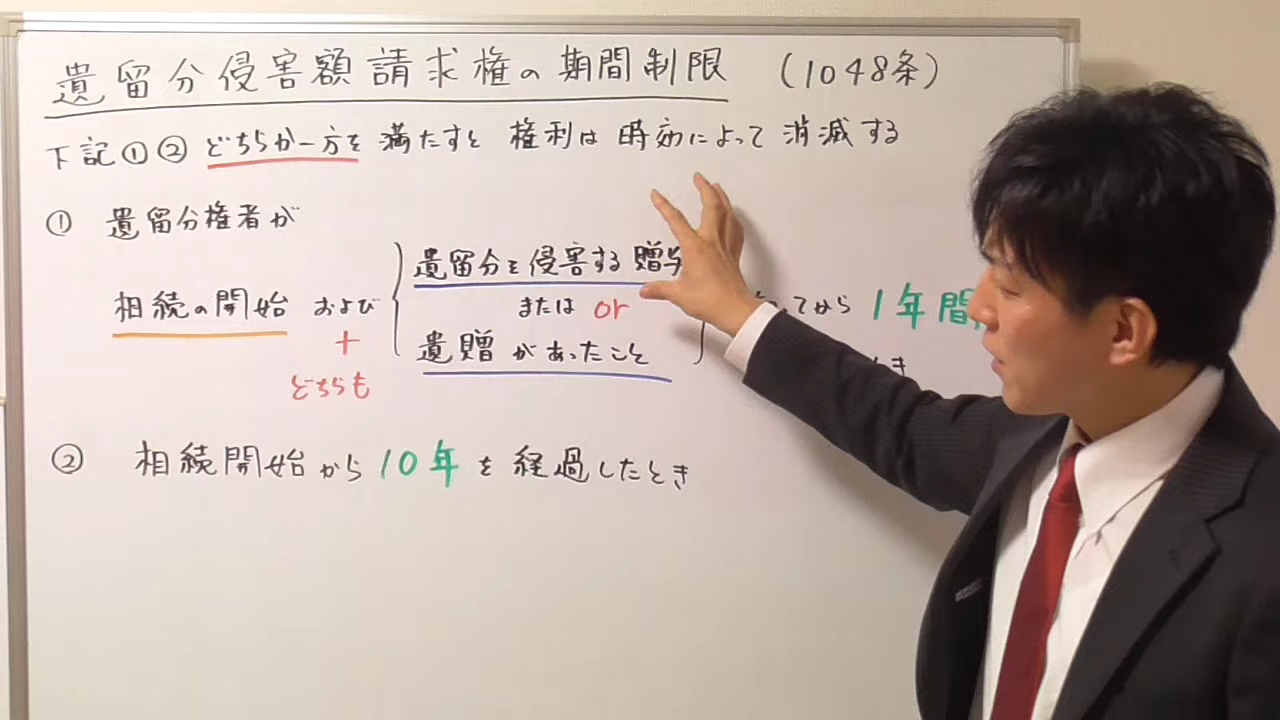 遺留分侵害額請求権の期間制限 (1048条)
下記①② どちらか一方を 満たすと 権利は 時効によって 消滅する
① 遺留分権者が
遺留分を侵害する贈与
相続の開始 および または or ってから 1年間
+ 遺贈 があったこと き
どちらも
② 相続開始から 10年 を 経過したとき